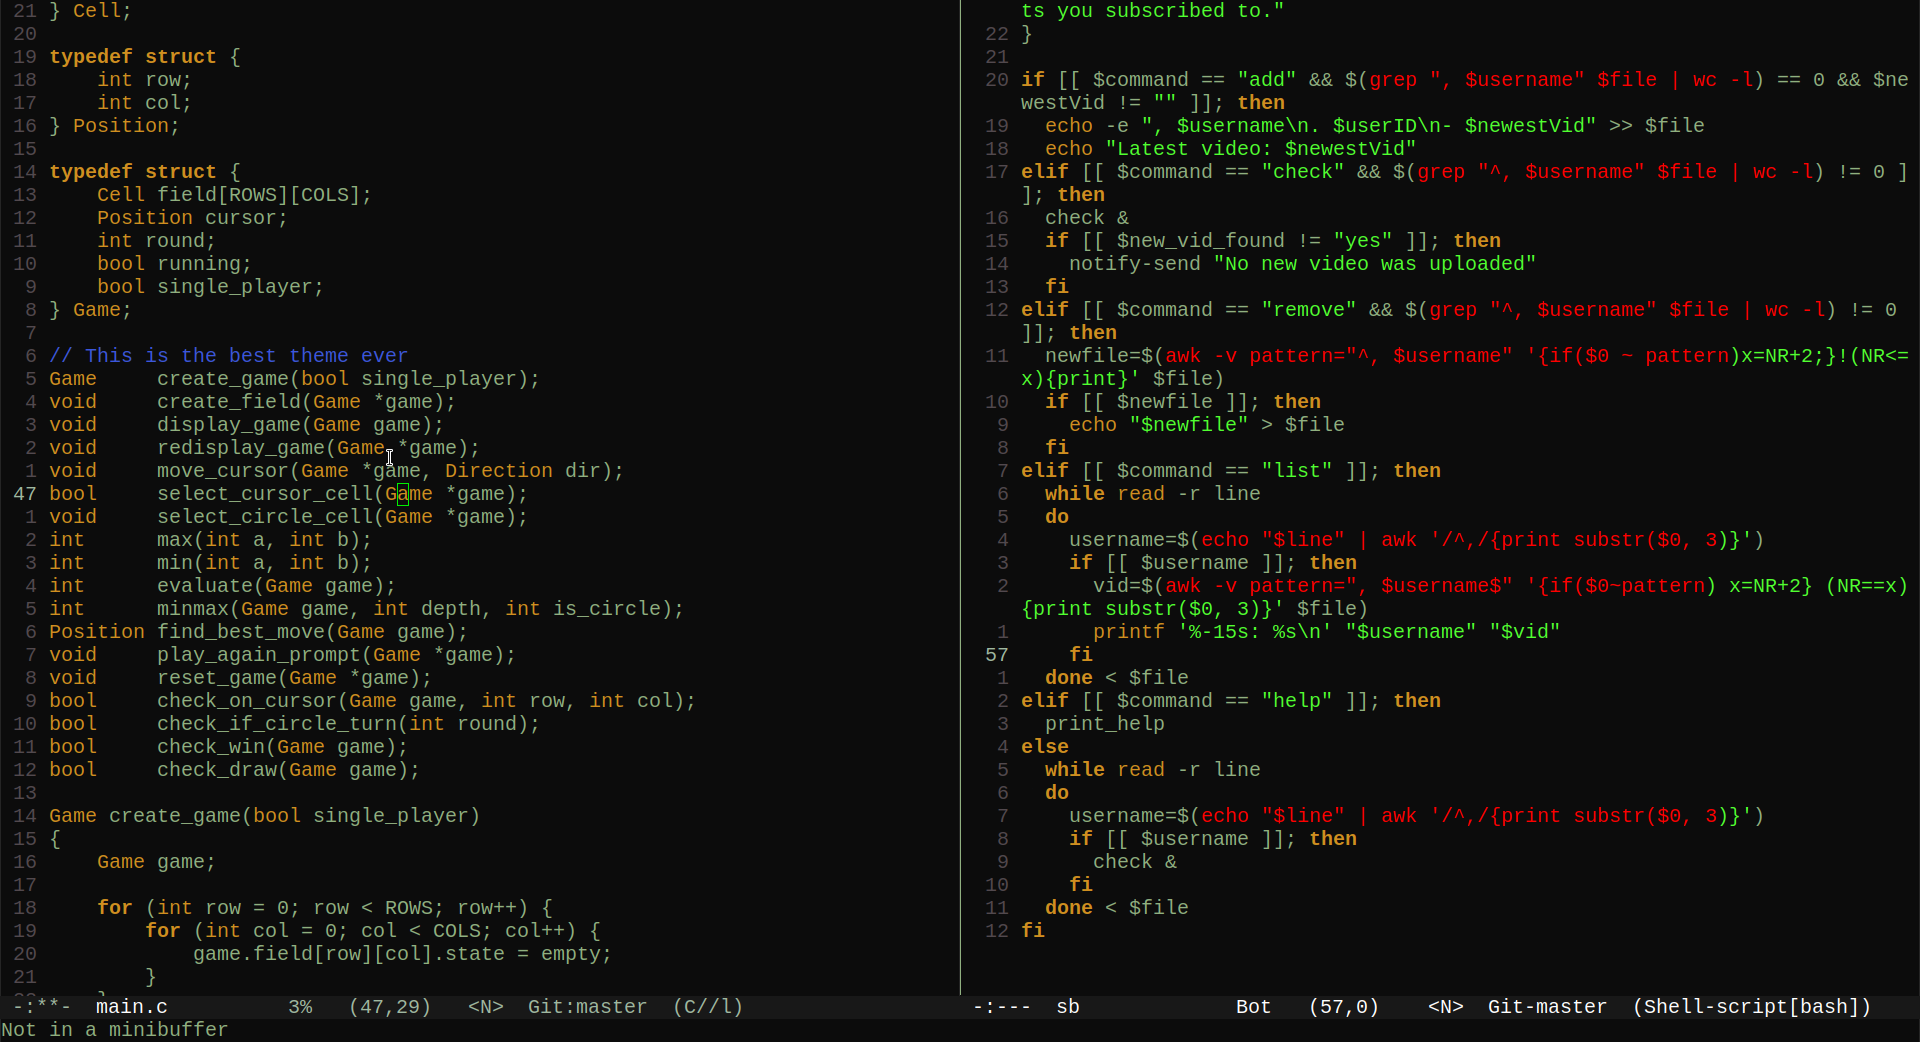 21 } Cell;
20
19 typedef struct {
18     int row;
17     int col;
16 } Position;
15
14 typedef struct {
13     Cell field[ROWS][COLS];
12     Position cursor;
11     int round;
10     bool running;
 9     bool single_player;
 8 } Game;
 7
 6 // This is the best theme ever
 5 Game     create_game(bool single_player);
 4 void     create_field(Game *game);
 3 void     display_game(Game game);
 2 void     redisplay_game(Game *game);
 1 void     move_cursor(Game *game, Direction dir);
47 bool     select_cursor_cell(Game *game);
 1 void     select_circle_cell(Game *game);
 2 int      max(int a, int b);
 3 int      min(int a, int b);
 4 int      evaluate(Game game);
 5 int      minmax(Game game, int depth, int is_circle);
 6 Position find_best_move(Game game);
 7 void     play_again_prompt(Game *game);
 8 void     reset_game(Game *game);
 9 bool     check_on_cursor(Game game, int row, int col);
10 bool     check_if_circle_turn(int round);
11 bool     check_win(Game game);
12 bool     check_draw(Game game);
13
14 Game create_game(bool single_player)
15 {
16     Game game;
17
18     for (int row = 0; row < ROWS; row++) {
19         for (int col = 0; col < COLS; col++) {
20             game.field[row][col].state = empty;
21         }
-:**-  main.c          3%   (47,29)   <N>  Git:master  (C//l)
ts you subscribed to."
22 }
21
20 if [[ $command == "add" && $(grep ", $username" $file | wc -l) == 0 && $ne
westVid != "" ]]; then
19   echo -e ", $username\n. $userID\n- $newestVid" >> $file
18   echo "Latest video: $newestVid"
17 elif [[ $command == "check" && $(grep "^, $username" $file | wc -l) != 0 ]
]; then
16   check &
15   if [[ $new_vid_found != "yes" ]]; then
14     notify-send "No new video was uploaded"
13   fi
12 elif [[ $command == "remove" && $(grep "^, $username" $file | wc -l) != 0
]]; then
11   newfile=$(awk -v pattern="^, $username" '{if($0 ~ pattern)x=NR+2;}!(NR<=
x){print}' $file)
10   if [[ $newfile ]]; then
 9     echo "$newfile" > $file
 8   fi
 7 elif [[ $command == "list" ]]; then
 6   while read -r line
 5   do
 4     username=$(echo "$line" | awk '/^,/{print substr($0, 3)}')
 3     if [[ $username ]]; then
 2       vid=$(awk -v pattern=", $username$" '{if($0~pattern) x=NR+2} (NR==x)
{print substr($0, 3)}' $file)
 1       printf '%-15s: %s\n' "$username" "$vid"
57     fi
 1   done < $file
 2 elif [[ $command == "help" ]]; then
 3   print_help
 4 else
 5   while read -r line
 6   do
 7     username=$(echo "$line" | awk '/^,/{print substr($0, 3)}')
 8     if [[ $username ]]; then
 9       check &
10     fi
11   done < $file
12 fi
-:---  sb             Bot   (57,0)    <N>  Git-master  (Shell-script[bash])
Not in a minibuffer